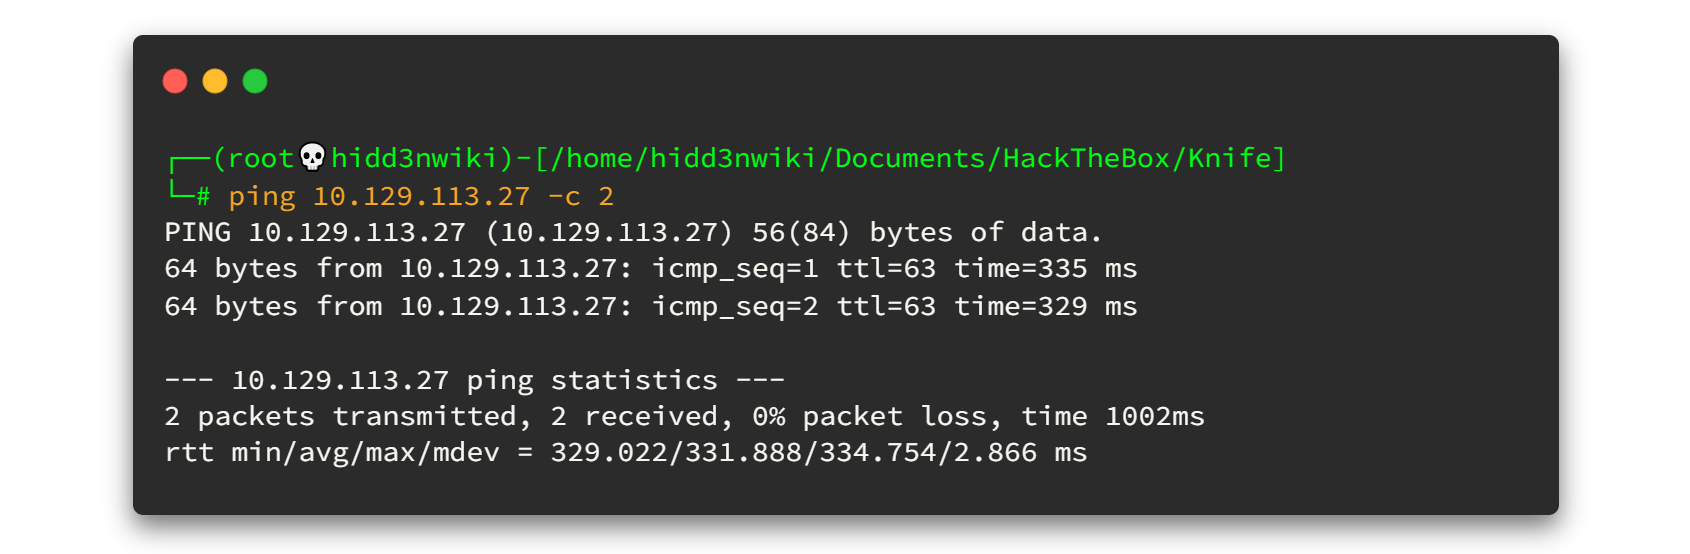 ┌──(root💀hidd3nwiki)-[/home/hidd3nwiki/Documents/HackTheBox/Knife]
└─# ping 10.129.113.27 -c 2
PING 10.129.113.27 (10.129.113.27) 56(84) bytes of data.
64 bytes from 10.129.113.27: icmp_seq=1 ttl=63 time=335 ms
64 bytes from 10.129.113.27: icmp_seq=2 ttl=63 time=329 ms
--- 10.129.113.27 ping statistics ---
2 packets transmitted, 2 received, 0% packet loss, time 1002ms
rtt min/avg/max/mdev = 329.022/331.888/334.754/2.866 ms